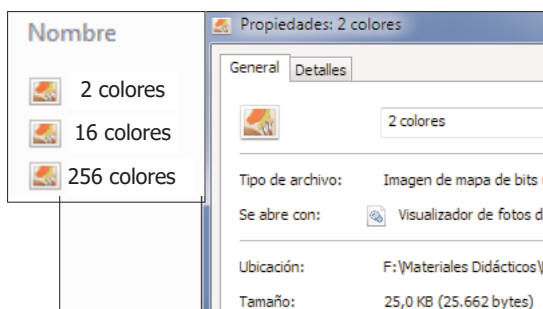 Nombre
2 colores
16 colores
256 colores
Propiedades: 2 colores
General Detalles
2 colores
Tipo de archivo: Imagen de mapa de bits
Se abre con: Visualizador de fotos d
Ubicación: F:\Materiales Didácticos\
Tamaño: 25,0 KB (25.662 bytes)